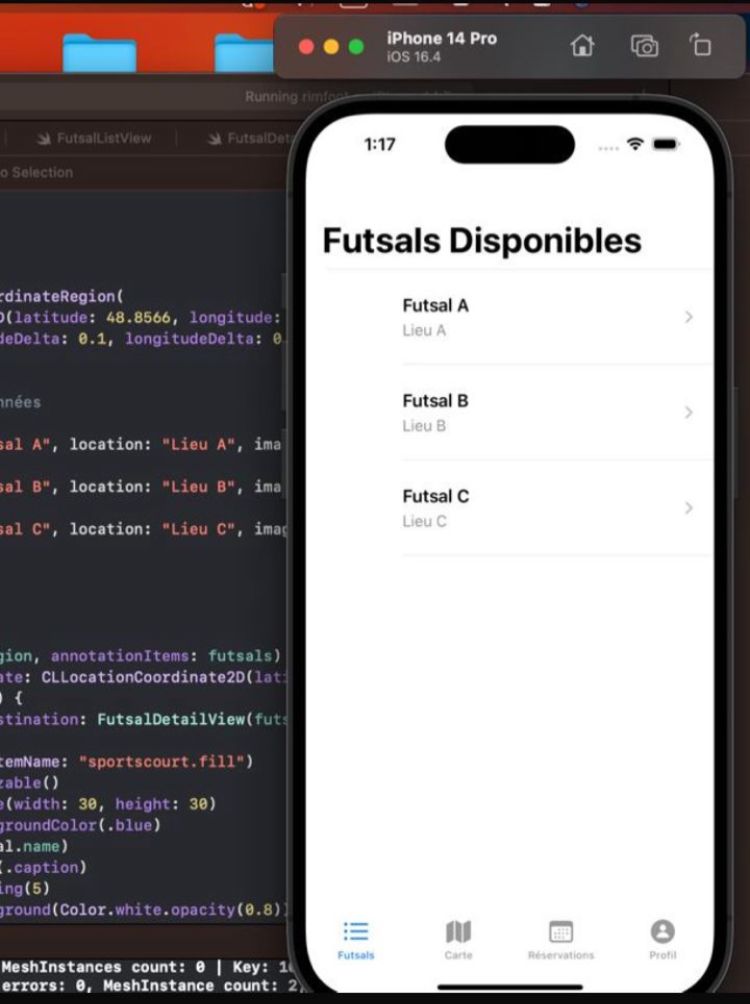 iPhone 14 Pro
iOS 16.4
Running
FutsalListView
FutsalDeta
o Selection
rdinateRegion(
D(latitude: 48.8566, longitude:
deDelta: 0.1, longitudeDelta: 0
nnées
sal A", location: "Lieu A", ima
sal B", location: "Lieu B", ima
sal C", location: "Lieu C", imag
gion, annotationItems: futsals)
ate: CLLocationCoordinate2D(lati
) {
stination: FutsalDetailView(futs
temName: "sportscourt.fill")
zable()
e(width: 30, height: 30)
groundColor(.blue)
al.name)
(.caption)
ing(5)
ground(Color.white.opacity(0.8))
MeshInstances count: 0 | Key: 10
errors: 0, MeshInstance count: 2,
1:17
Futsals Disponibles
Futsal A
Lieu A
Futsal B
Lieu B
Futsal C
Lieu C
Futsals
Carte
Réservations
Profil